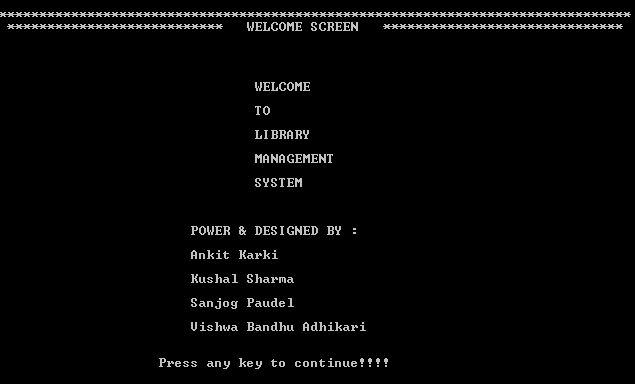 *******************************************************************************
*************************** WELCOME SCREEN ******************************
WELCOME
TO
LIBRARY
MANAGEMENT
SYSTEM
POWER & DESIGNED BY :
Ankit Karki
Kushal Sharma
Sanjog Paudel
Vishwa Bandhu Adhikari
Press any key to continue!!!!